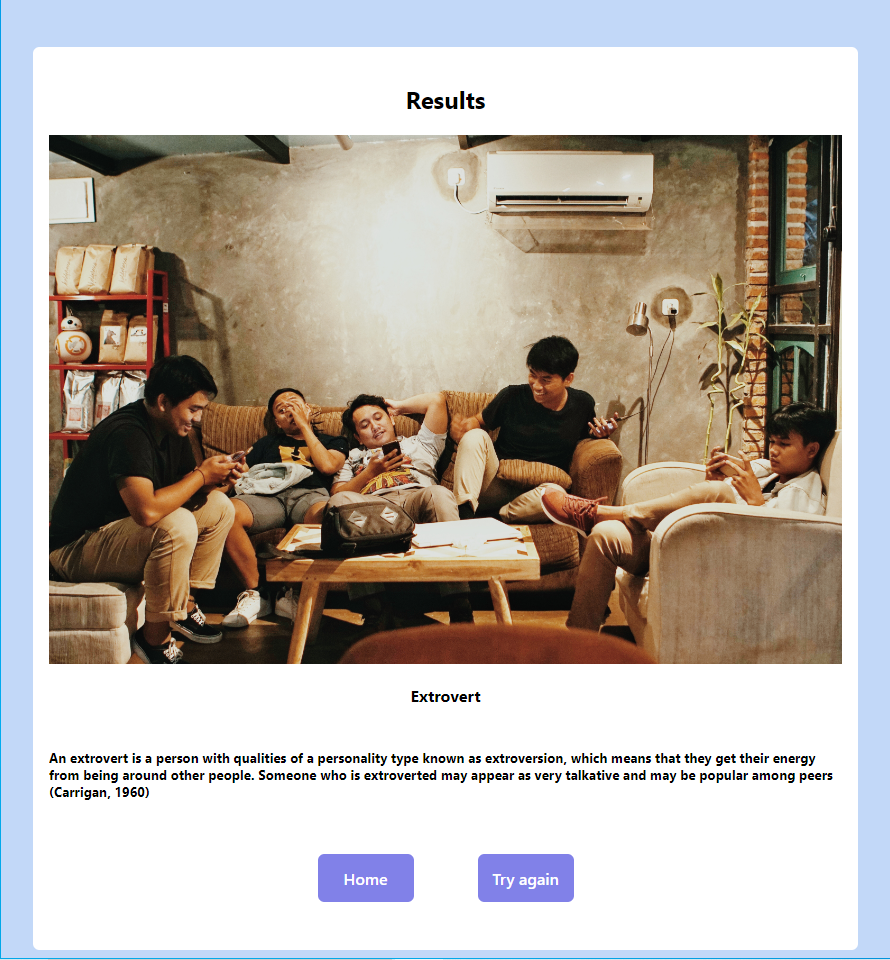 Results
Extrovert
An extrovert is a person with qualities of a personality type known as extroversion, which means that they get their energy
from being around other people. Someone who is extroverted may appear as very talkative and may be popular among peers
(Carrigan, 1960)
Home
Try again